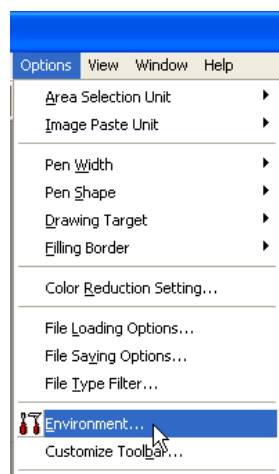 Options View Window Help
Area Selection Unit
Image Paste Unit
Pen Width
Pen Shape
Drawing Target
Filling Border
Color Reduction Setting...
File Loading Options...
File Saving Options...
File Type Filter...
Environment...
Customize Toolbar...